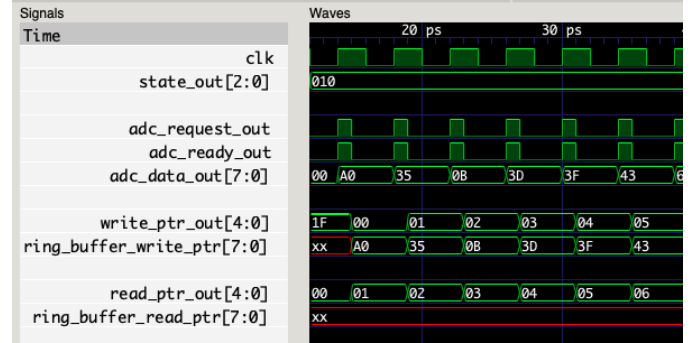 Signals Waves
Time 20 ps 30 ps
clk
state_out[2:0] 010
adc_request_out
adc_ready_out
adc_data_out[7:0] 00 A0 35 0B 3D 3F 43 6
write_ptr_out[4:0] 1F 00 01 02 03 04 05
ring_buffer_write_ptr[7:0] xx A0 35 0B 3D 3F 43
read_ptr_out[4:0] 00 01 02 03 04 05 06
ring_buffer_read_ptr[7:0] xx